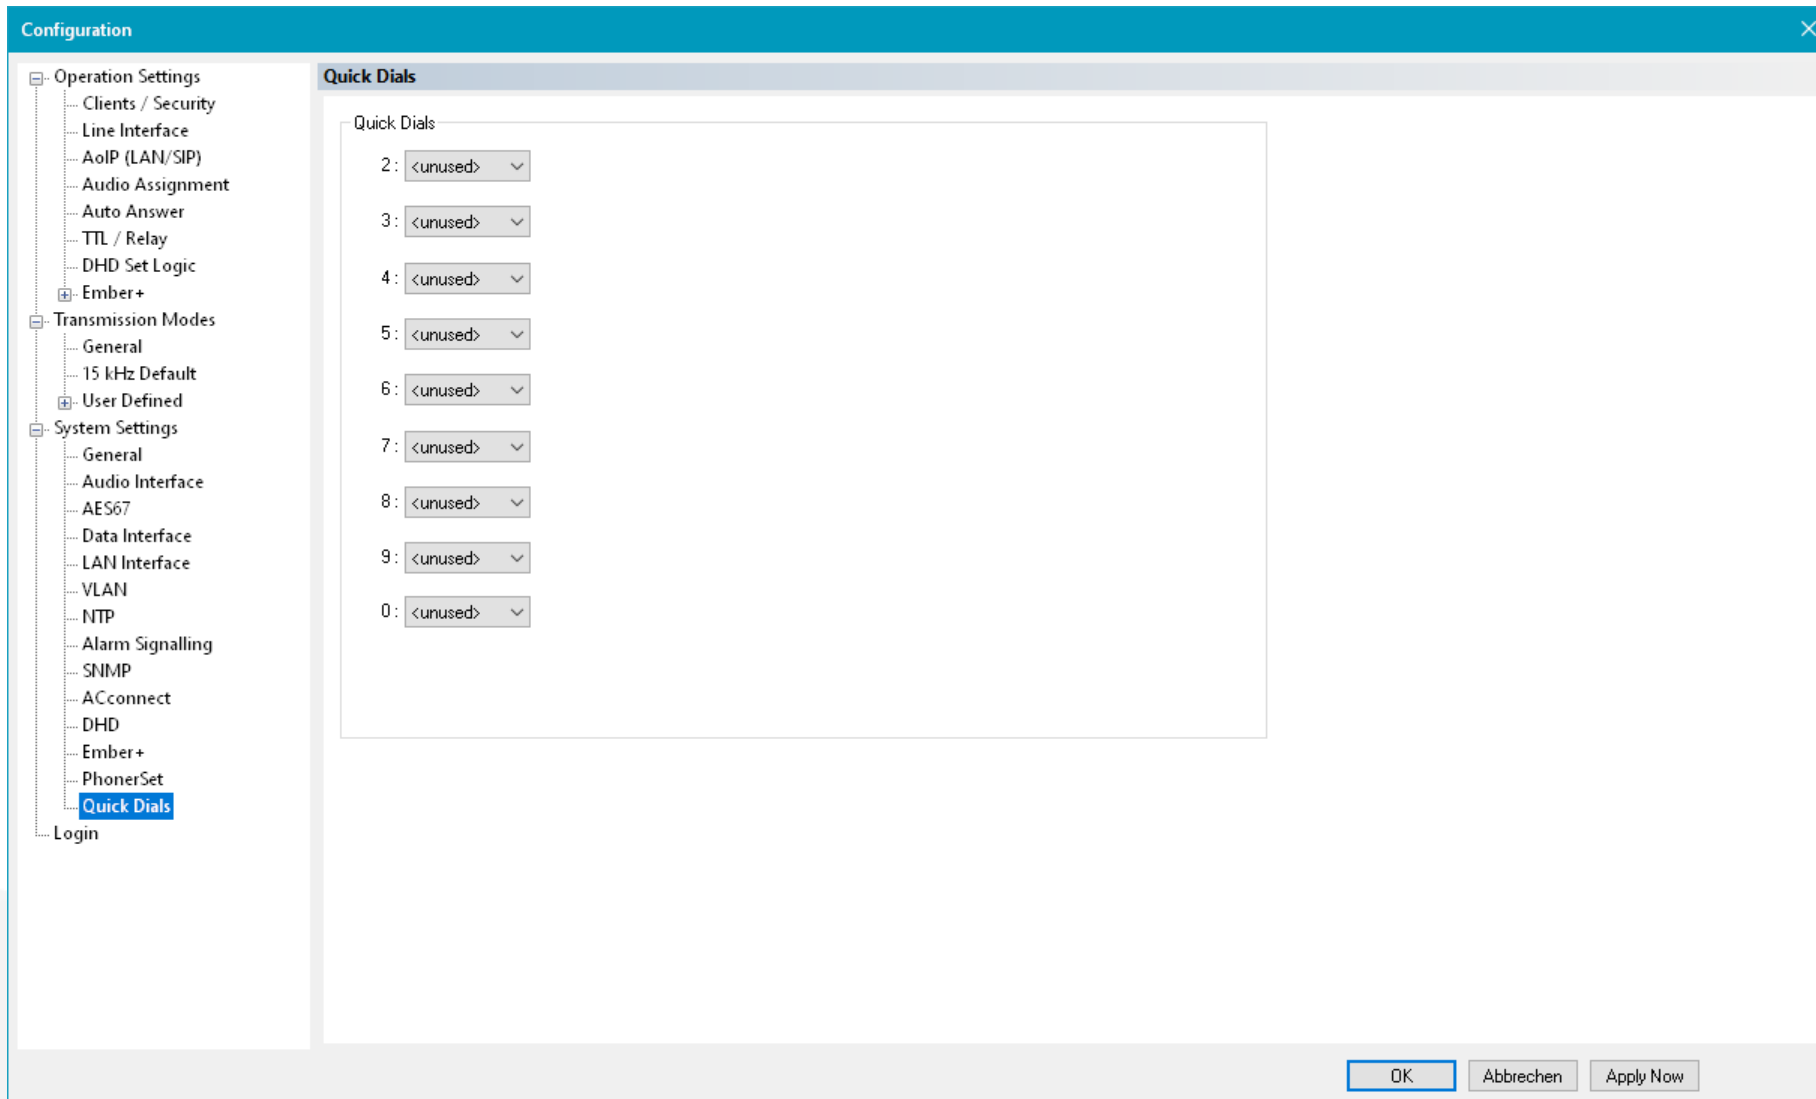 Configuration
Operation Settings
Clients / Security
Line Interface
AoIP (LAN/SIP)
Audio Assignment
Auto Answer
TTL / Relay
DHD Set Logic
Ember+
Transmission Modes
General
15 kHz Default
User Defined
System Settings
General
Audio Interface
AES67
Data Interface
LAN Interface
VLAN
NTP
Alarm Signalling
SNMP
ACconnect
DHD
Ember+
PhonerSet
Quick Dials
Login
Quick Dials
Quick Dials
2: <unused>
3: <unused>
4: <unused>
5: <unused>
6: <unused>
7: <unused>
8: <unused>
9: <unused>
0: <unused>
OK Abbrechen Apply Now